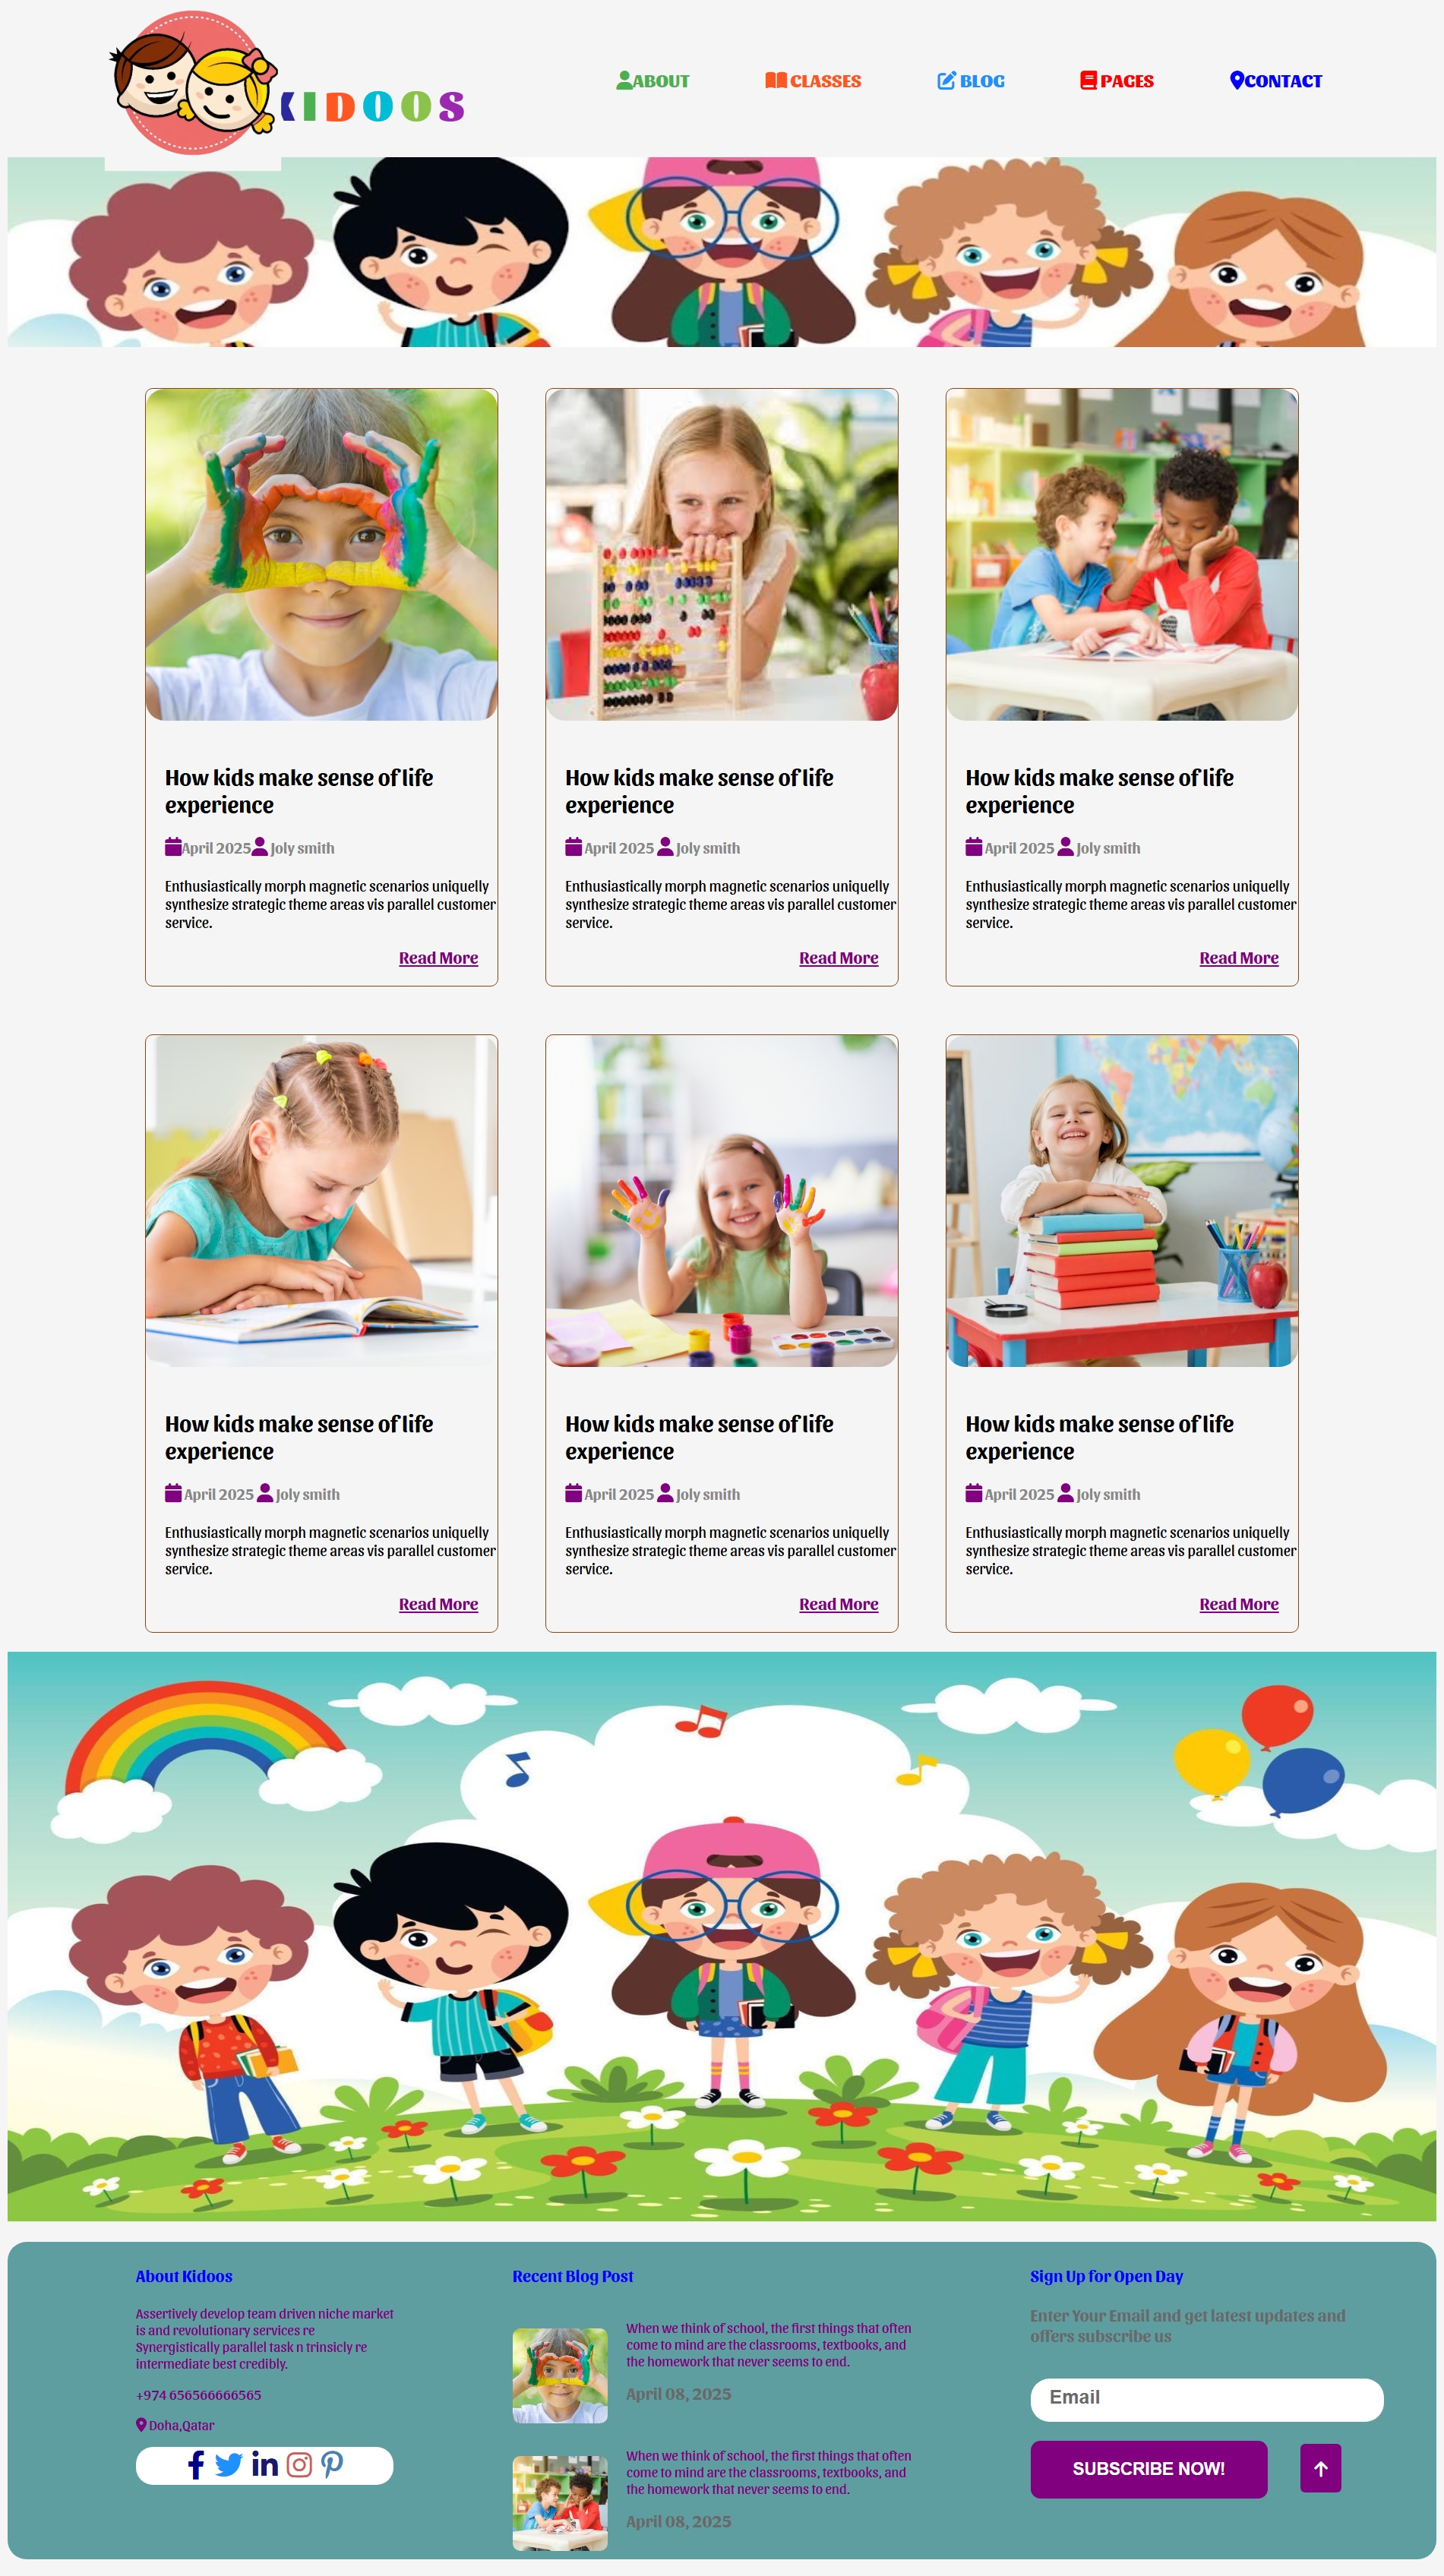 KIDOOS
ABOUT CLASSES BLOG PAGES CONTACT
How kids make sense of life
experience
April 2025 Joly smith
Enthusiastically morph magnetic scenarios uniquelly
synthesize strategic theme areas vis parallel customer
service.
Read More
How kids make sense of life
experience
April 2025 Joly smith
Enthusiastically morph magnetic scenarios uniquelly
synthesize strategic theme areas vis parallel customer
service.
Read More
How kids make sense of life
experience
April 2025 Joly smith
Enthusiastically morph magnetic scenarios uniquelly
synthesize strategic theme areas vis parallel customer
service.
Read More
How kids make sense of life
experience
April 2025 Joly smith
Enthusiastically morph magnetic scenarios uniquelly
synthesize strategic theme areas vis parallel customer
service.
Read More
How kids make sense of life
experience
April 2025 Joly smith
Enthusiastically morph magnetic scenarios uniquelly
synthesize strategic theme areas vis parallel customer
service.
Read More
How kids make sense of life
experience
April 2025 Joly smith
Enthusiastically morph magnetic scenarios uniquelly
synthesize strategic theme areas vis parallel customer
service.
Read More
About Kidoos
Assertively develop team driven niche market
is and revolutionary services re
Synergistically parallel task n trinsicly re
intermediate best credibly.
+974 656566666565
Doha,Qatar
Recent Blog Post
When we think of school, the first things that often
come to mind are the classrooms, textbooks, and
the homework that never seems to end.
April 08, 2025
When we think of school, the first things that often
come to mind are the classrooms, textbooks, and
the homework that never seems to end.
April 08, 2025
Sign Up for Open Day
Enter Your Email and get latest updates and
offers subscribe us
Email
SUBSCRIBE NOW!